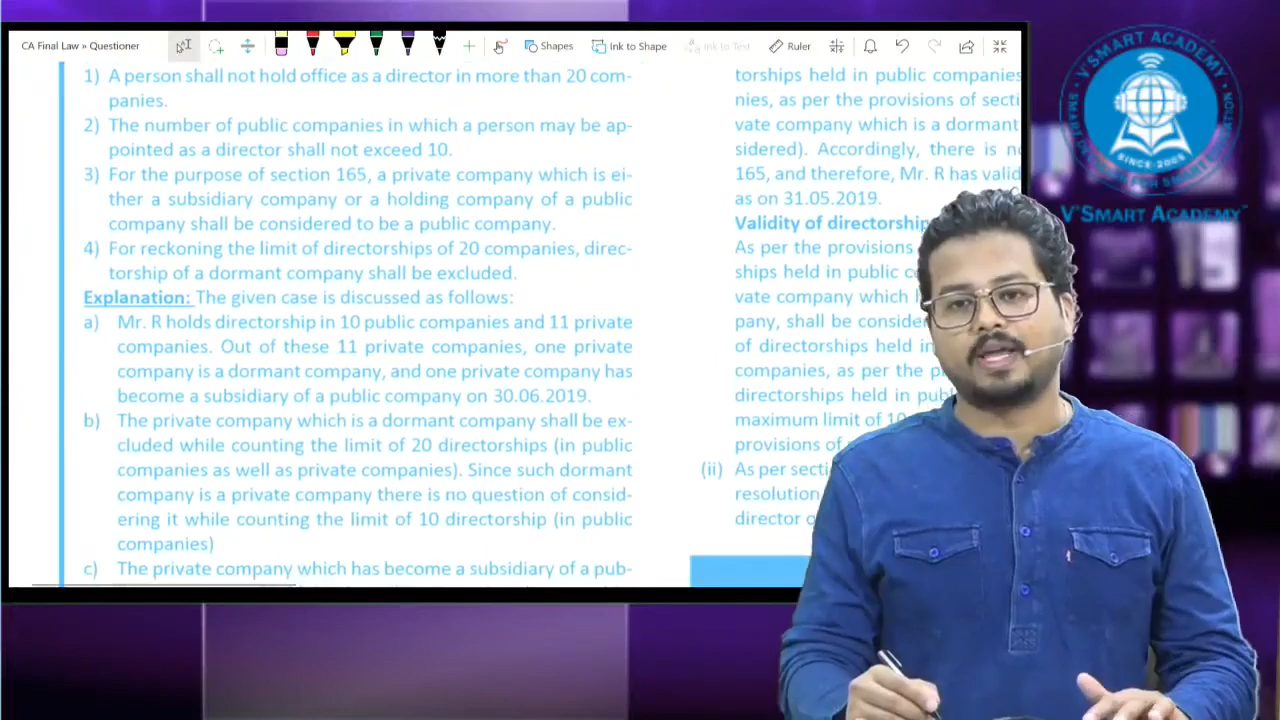 CA Final Law » Questioner
Shapes
Ink to Shape
Ink to Text
Ruler
1) A person shall not hold office as a director in more than 20 com-
panies.
2) The number of public companies in which a person may be ap-
pointed as a director shall not exceed 10.
3) For the purpose of section 165, a private company which is ei-
ther a subsidiary company or a holding company of a public
company shall be considered to be a public company.
4) For reckoning the limit of directorships of 20 companies, direc-
torship of a dormant company shall be excluded.
Explanation: The given case is discussed as follows:
a) Mr. R holds directorship in 10 public companies and 11 private
companies. Out of these 11 private companies, one private
company is a dormant company, and one private company has
become a subsidiary of a public company on 30.06.2019.
b) The private company which is a dormant company shall be ex-
cluded while counting the limit of 20 directorships (in public
companies as well as private companies). Since such dormant
company is a private company there is no question of consid-
ering it while counting the limit of 10 directorship (in public
companies)
c) The private company which has become a subsidiary of a pub-
torships held in public companies
nies, as per the provisions of secti
vate company which is a dormant
sidered). Accordingly, there is
165, and therefore, Mr. R has valid
as on 31.05.2019.
Validity of directorship
As per the provisions
ships held in public
vate company which
pany, shall be consider
of directorships held in
companies, as per the
directorships held in
maximum limit of
provisions of
(ii) As per
resolution
director
V'SMART ACADEMY
SINCE-2005
V'SMART ACADEMY